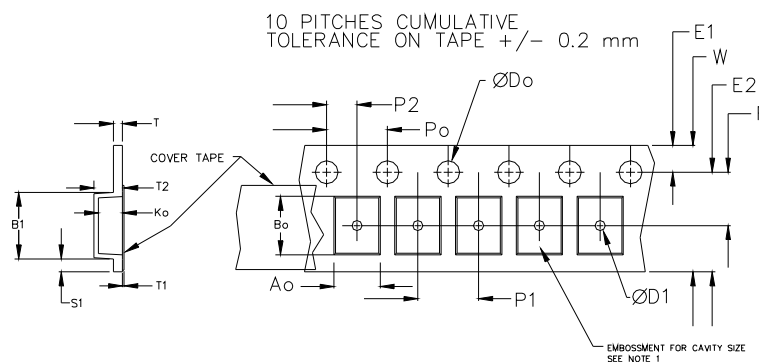 10 PITCHES CUMULATIVE
TOLERANCE ON TAPE +/- 0.2 mm
E1
W
E2
ØDo
P2
Po
T
COVER TAPE
T2
Ko
B1
Bo
S1
T1
Ao
P1
ØD1
EMBOSSMENT FOR CAVITY SIZE
SEE NOTE 1